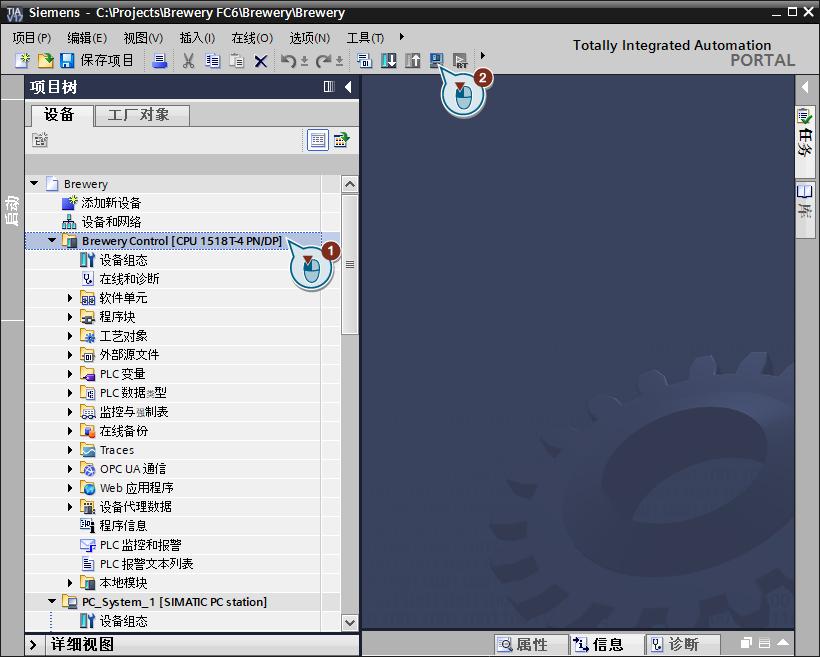 Siemens - C:\Projects\Brewery FC6\Brewery\Brewery
项目(P) 编辑(E) 视图(V) 插入(I) 在线(O) 选项(N) 工具(T)
Totally Integrated Automation
PORTAL
保存项目
2
项目树
设备 工厂对象
启动
任务
库
Brewery
添加新设备
设备和网络
Brewery Control [CPU 1518T-4 PN/DP]
1
设备组态
在线和诊断
软件单元
程序块
工艺对象
外部源文件
PLC 变量
PLC 数据类型
监控与强制表
在线备份
Traces
OPC UA 通信
Web 应用程序
设备代理数据
程序信息
PLC 监控和报警
PLC 报警文本列表
本地模块
PC_System_1 [SIMATIC PC station]
设备组态
详细视图
属性 信息 诊断